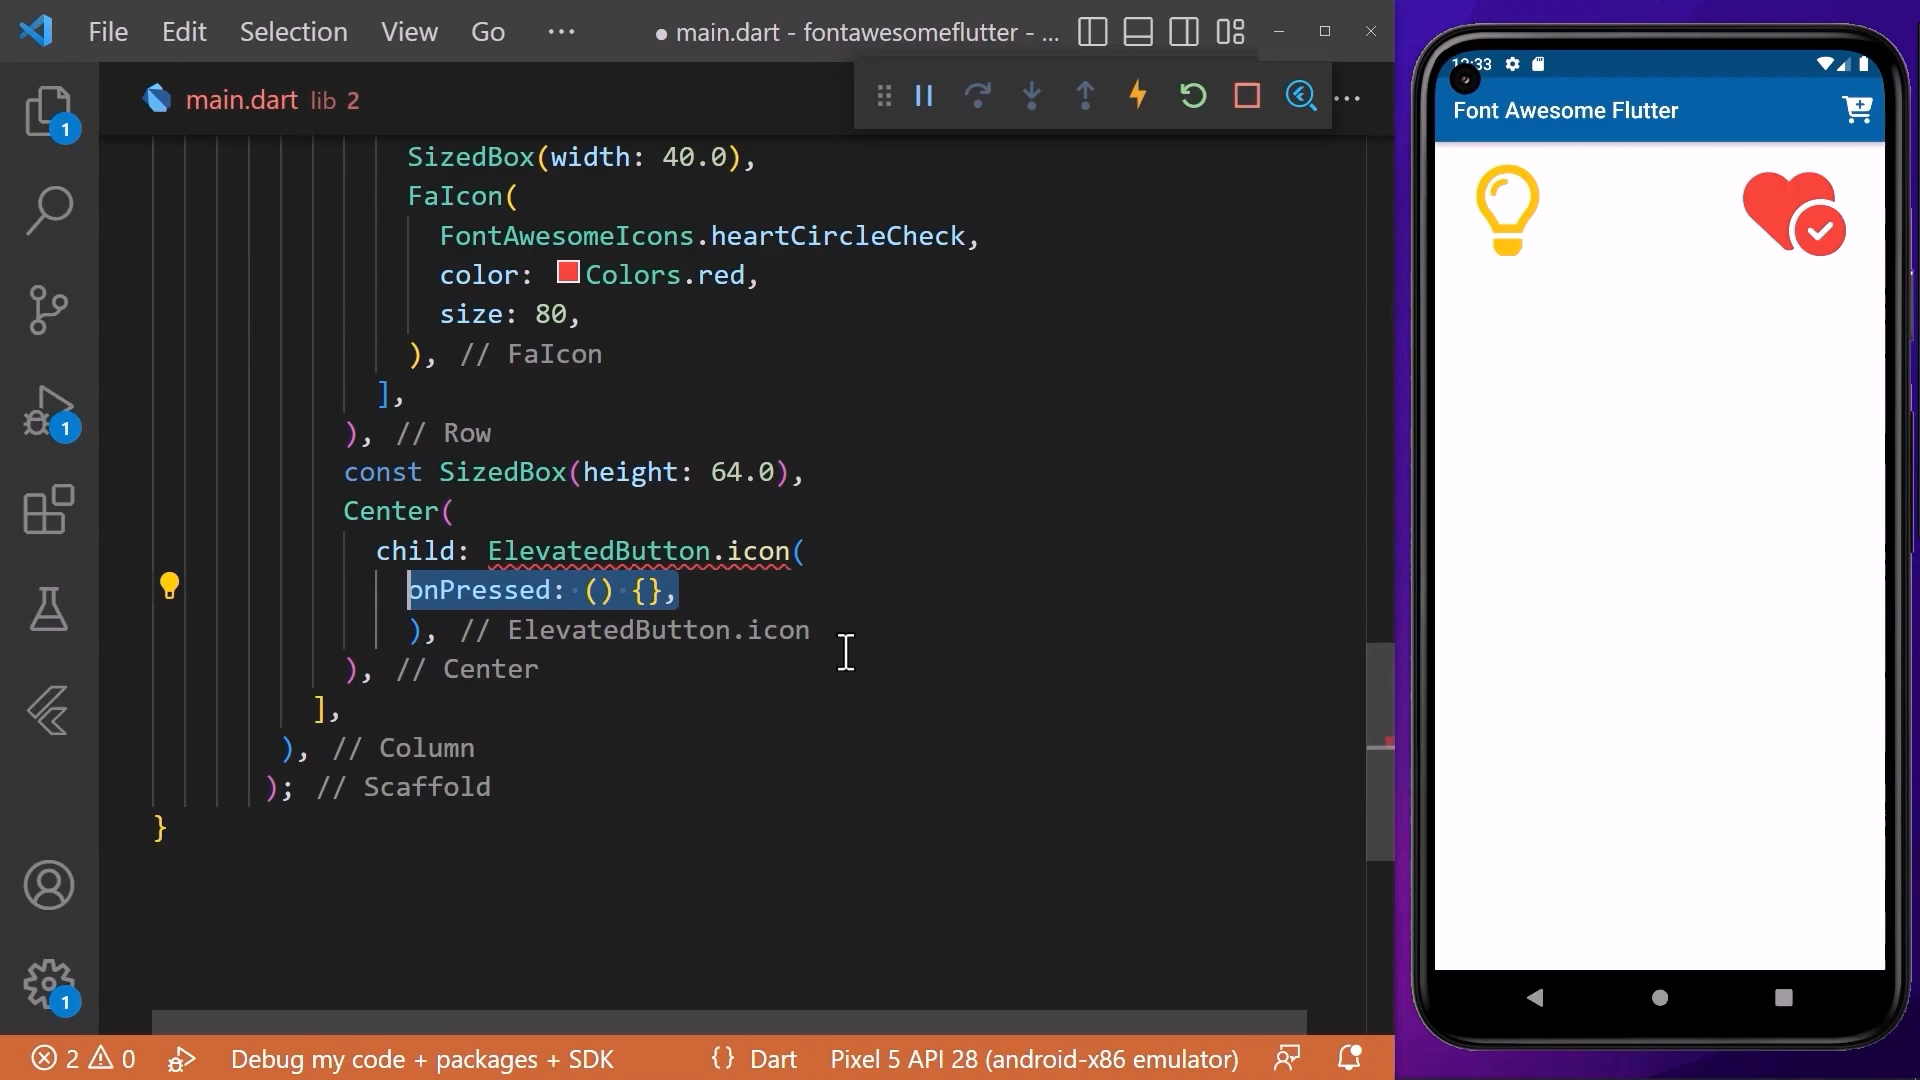 File Edit Selection View Go ··· ● main.dart - fontawesomeflutter - ...
main.dart lib 2
SizedBox(width: 40.0),
FaIcon(
FontAwesomeIcons.heartCircleCheck,
color: Colors.red,
size: 80,
), // FaIcon
],
), // Row
const SizedBox(height: 64.0),
Center(
child: ElevatedButton.icon(
onPressed: () {},
), // ElevatedButton.icon
), // Center
],
), // Column
); // Scaffold
}
1
1
1
2 0 Debug my code + packages + SDK {} Dart Pixel 5 API 28 (android-x86 emulator)
Font Awesome Flutter